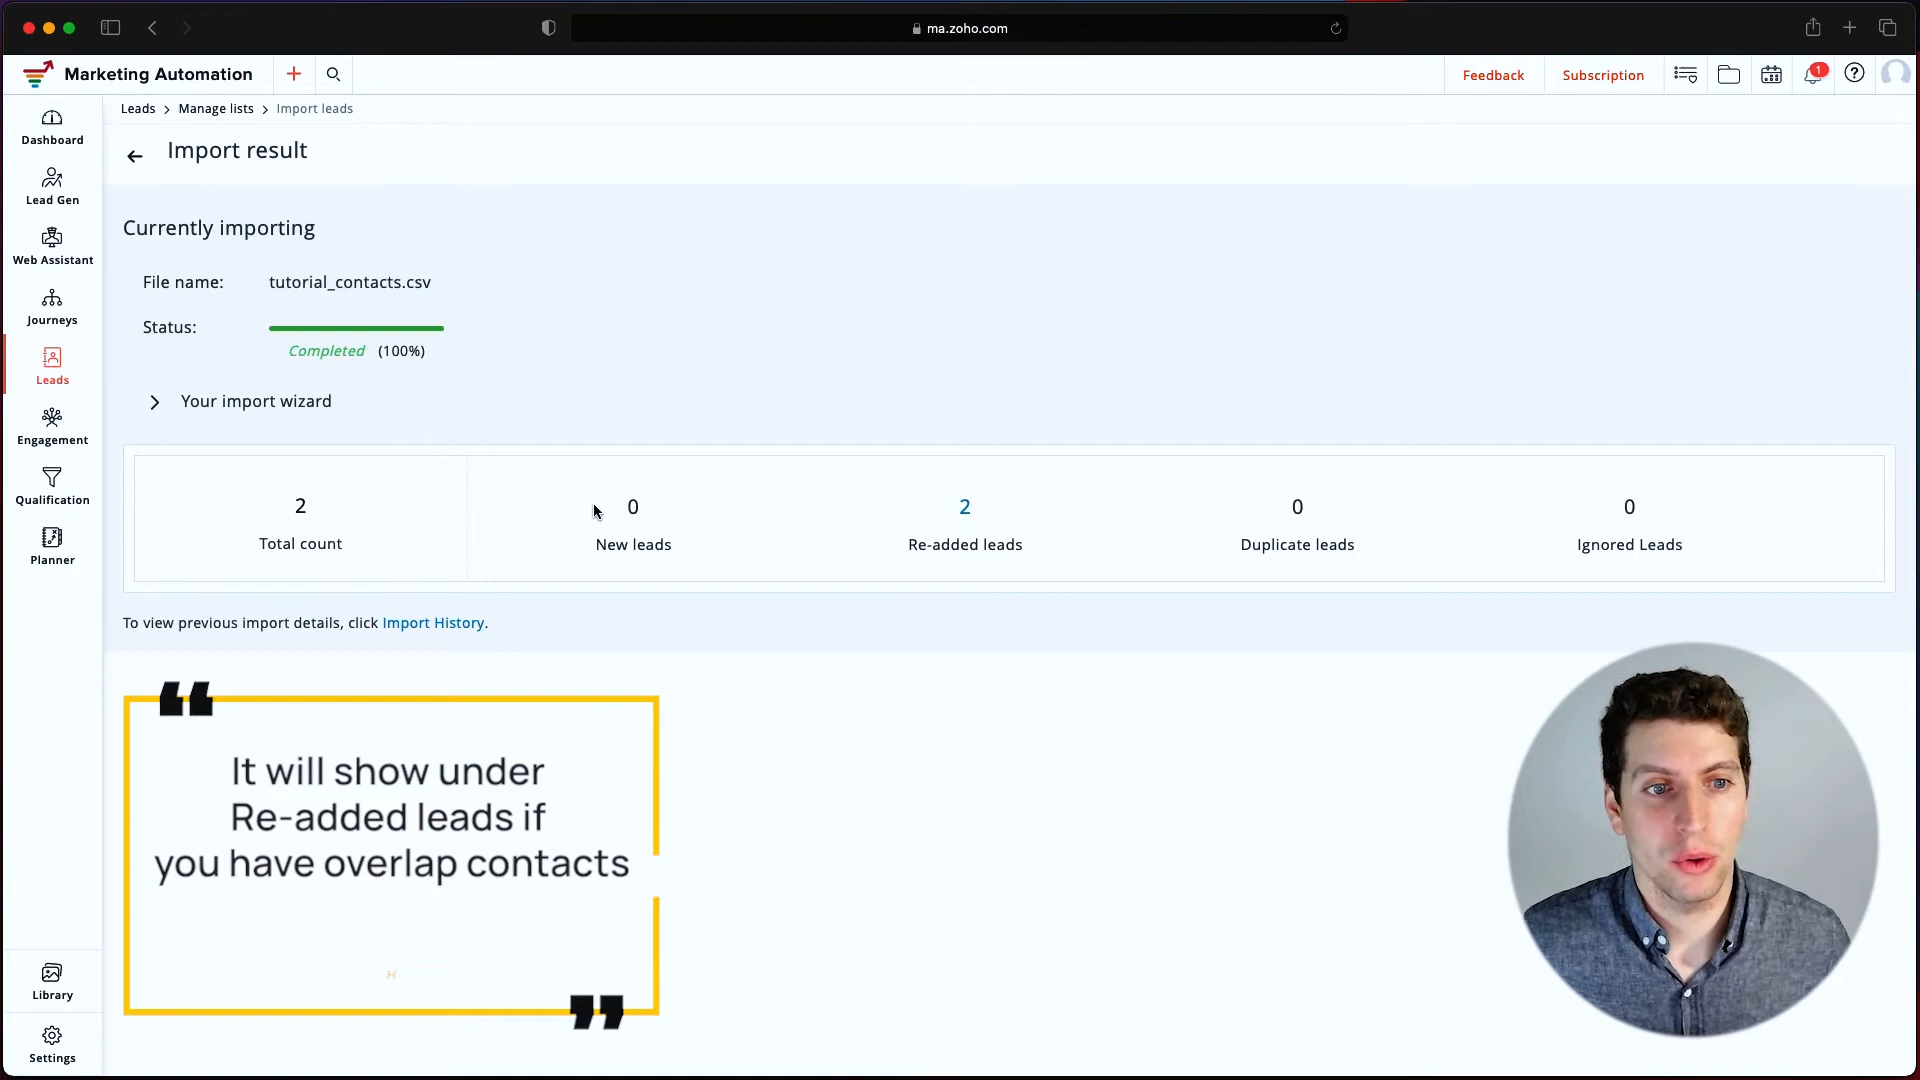 ma.zoho.com
Marketing Automation
Feedback
Subscription
1
Leads > Manage lists > Import leads
Import result
Dashboard
Lead Gen
Web Assistant
Journeys
Leads
Engagement
Qualification
Planner
Library
Settings
Currently importing
File name: tutorial_contacts.csv
Status:
Completed (100%)
Your import wizard
2 0 2 0 0
Total count New leads Re-added leads Duplicate leads Ignored Leads
To view previous import details, click Import History.
“
It will show under
Re-added leads if
you have overlap contacts
H
”